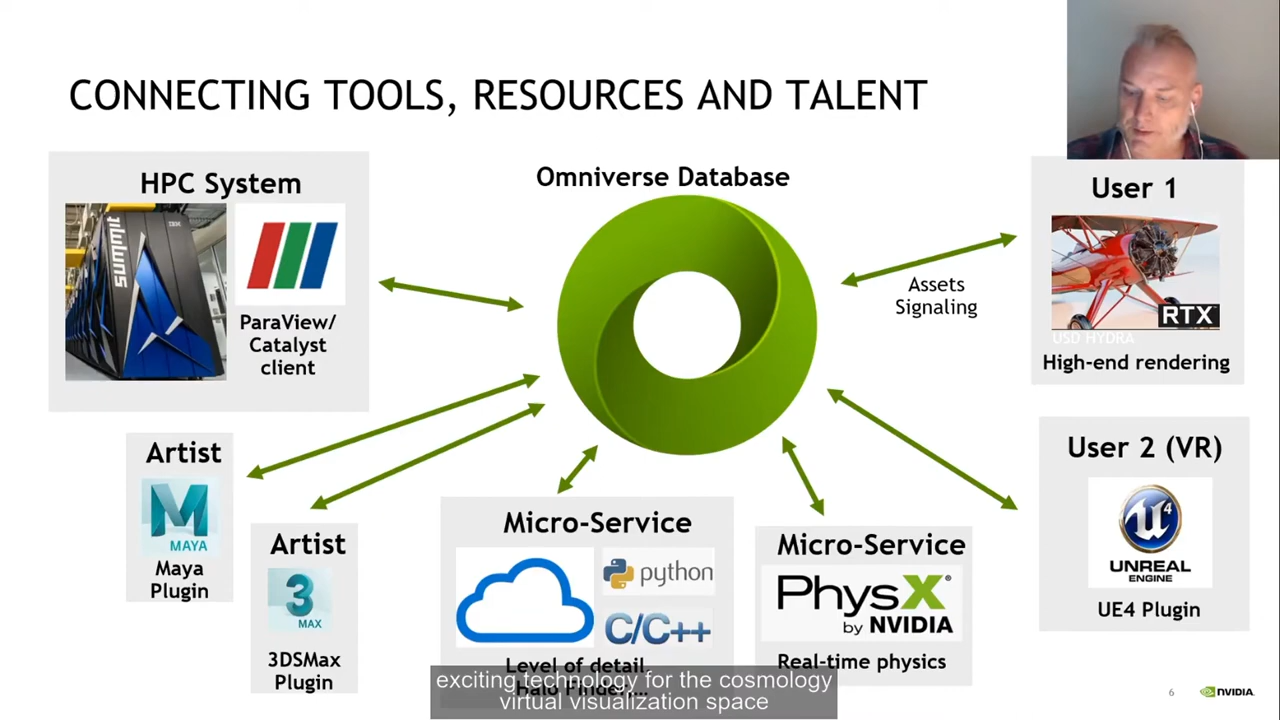 CONNECTING TOOLS, RESOURCES AND TALENT
HPC System
summit
IBM
ParaView/
Catalyst
client
Omniverse Database
Assets
Signaling
User 1
RTX
USD HYDRA
High-end rendering
Artist
MAYA
Maya
Plugin
Artist
3
MAX
3DSMax
Plugin
Micro-Service
python
C/C++
Level of detail,
Halo Finder,...
Micro-Service
PhysX®
by NVIDIA
Real-time physics
User 2 (VR)
4
UNREAL
ENGINE
UE4 Plugin
exciting technology for the cosmology
virtual visualization space
6
NVIDIA.